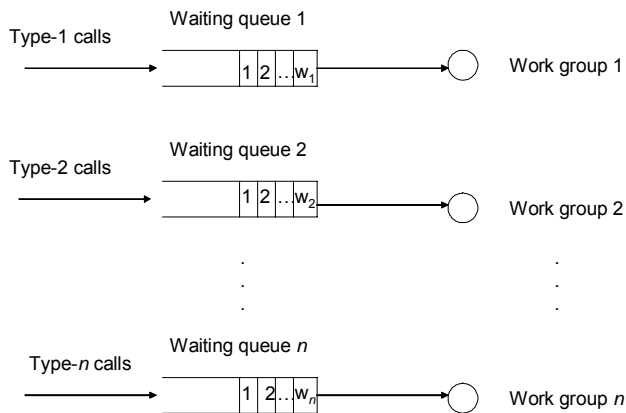 Waiting queue 1
Type-1 calls
1 2 ... w1
Work group 1
Waiting queue 2
Type-2 calls
1 2 ... w2
Work group 2
Waiting queue n
Type-n calls
1 2 ... wn
Work group n